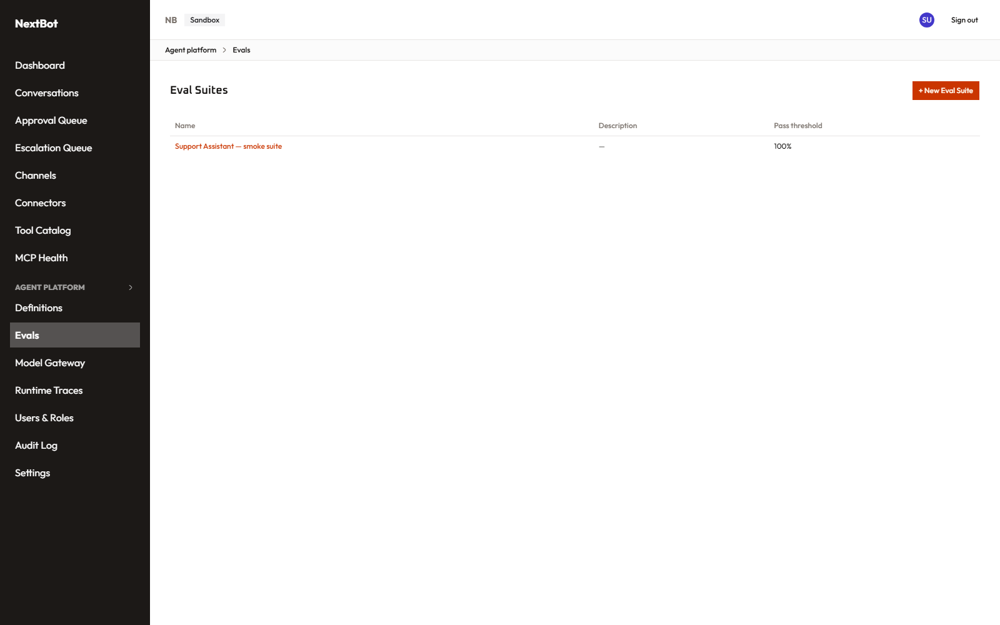 NextBot
Dashboard
Conversations
Approval Queue
Escalation Queue
Channels
Connectors
Tool Catalog
MCP Health
AGENT PLATFORM
Definitions
Evals
Model Gateway
Runtime Traces
Users & Roles
Audit Log
Settings
NB Sandbox SU Sign out
Agent platform > Evals
Eval Suites + New Eval Suite
Name Description Pass threshold
Support Assistant — smoke suite — 100%